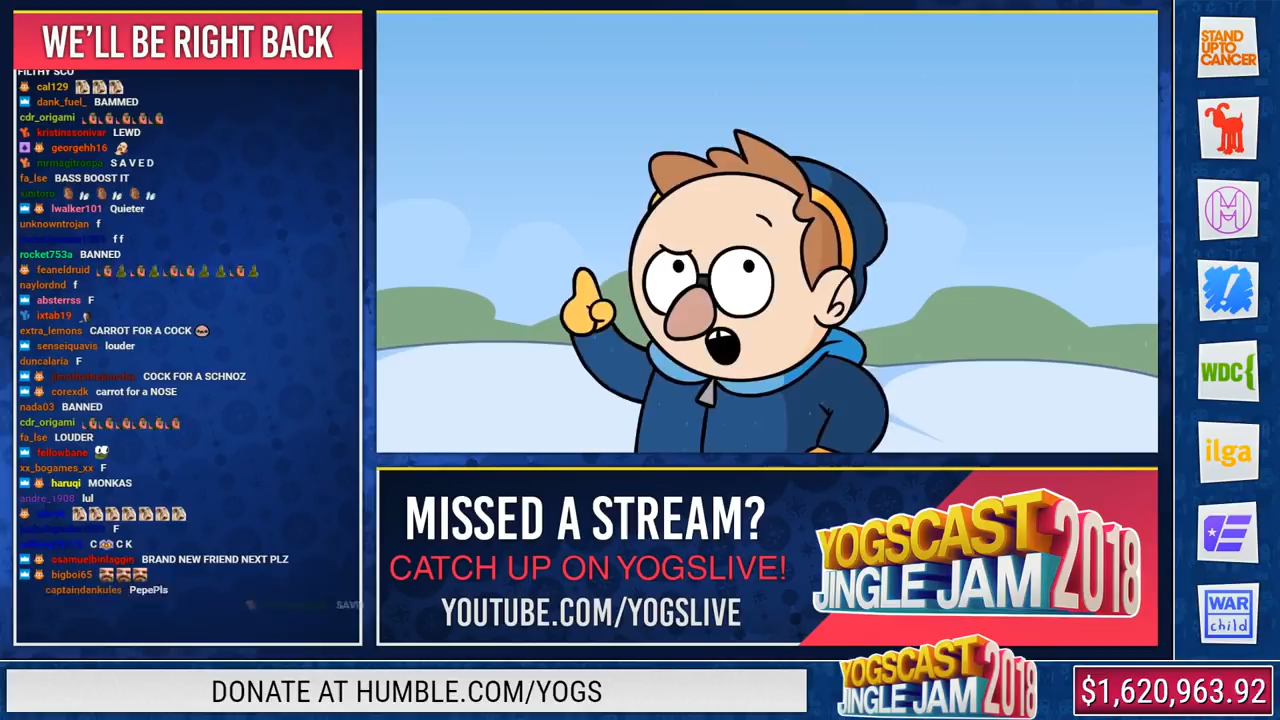 WE'LL BE RIGHT BACK
FILTHY SCU
cal129
dank_fuel_ BAMMED
cdr_origami
kristinssonivar LEWD
georgehh16
mrmagitroopa S A V E D
fa_lse BASS BOOST IT
lwalker101 Quieter
unknowntrojan f
f f
rocket753a BANNED
feaneldruid
naylordnd f
absterrss F
ixtab19
extra_lemons CARROT FOR A COCK
senseiquavis louder
duncalaria F
COCK FOR A SCHNOZ
corexdk carrot for a NOSE
nada03 BANNED
cdr_origami
fa_lse LOUDER
fellowbane
xx_bogames_xx F
haruqi MONKAS
andre_1908 lul
F
C CK
osamuelbinlaggin BRAND NEW FRIEND NEXT PLZ
bigboi65
captaindankules PepePls
SAVE
MISSED A STREAM?
CATCH UP ON YOGSLIVE!
YOUTUBE.COM/YOGSLIVE
YOGSCAST
JINGLE JAM
2018
STAND
UP TO
CANCER
M
!
WDC{
ilga
E
WAR
child
DONATE AT HUMBLE.COM/YOGS
YOGSCAST
JINGLE JAM
2018
$1,620,963.92